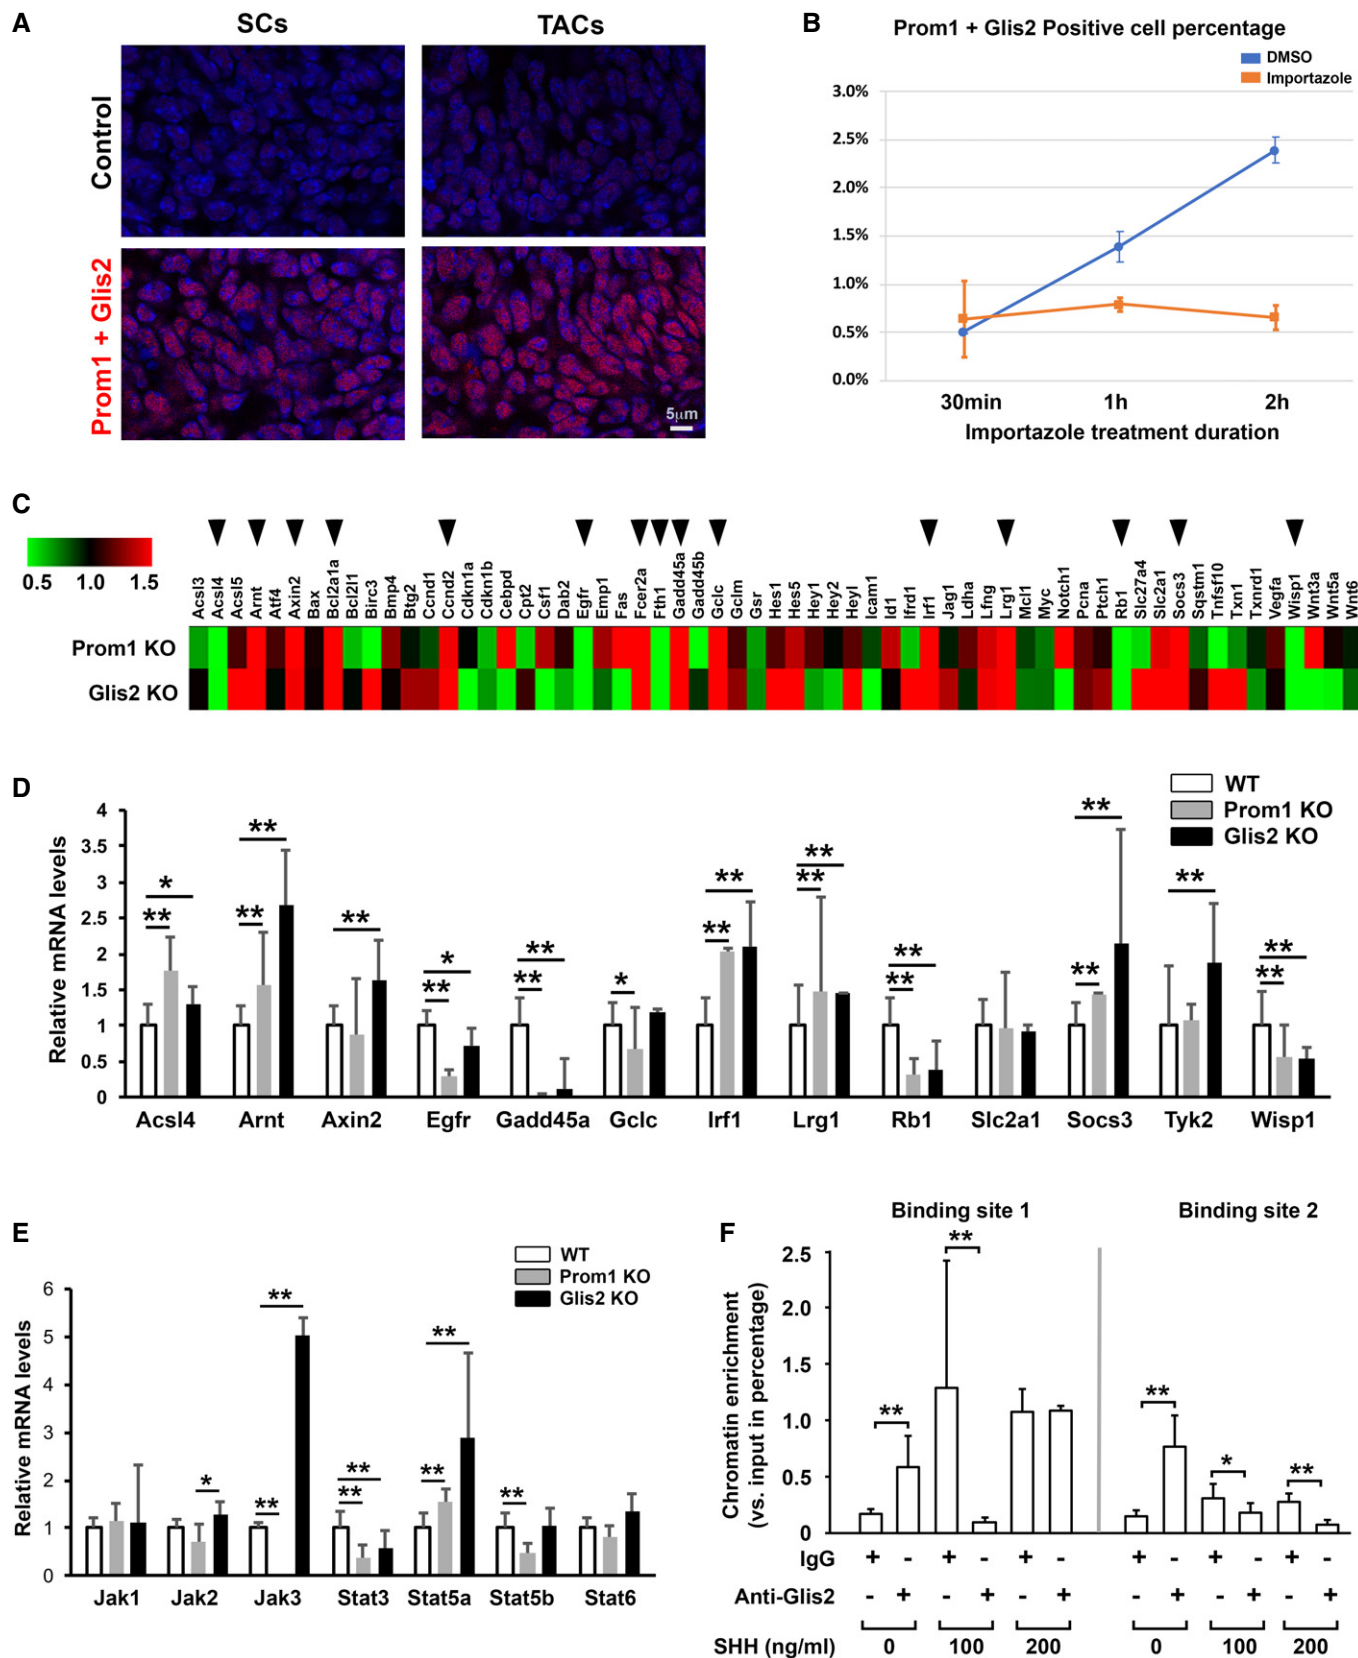 A
SCs
TACs
Control
Prom1 + Glis2
5μm
B
Prom1 + Glis2 Positive cell percentage
DMSO
Importazole
3.0%
2.5%
2.0%
1.5%
1.0%
0.5%
0.0%
30min 1h 2h
Importazole treatment duration
C
0.5 1.0 1.5
Acsl3
Acsl4
Acsl5
Arnt
Atf4
Axin2
Bax
Bcl2a1a
Bcl2l1
Birc3
Bmp4
Btg2
Ccnd1
Ccnd2
Cdkn1a
Cdkn1b
Cebpd
Cpt2
Csf1
Dab2
Egfr
Emp1
Fas
Fcer2a
Fth1
Gadd45a
Gadd45b
Gclc
Gclm
Gsr
Hes1
Hes5
Hey1
Hey2
Heyl
Icam1
Id1
Ifrd1
Irf1
Jag1
Ldha
Lfng
Lrg1
Mcl1
Myc
Notch1
Pcna
Ptch1
Rb1
Slc27a4
Slc2a1
Socs3
Sqstm1
Tnfsf10
Txn1
Txnrd1
Vegfa
Wisp1
Wnt3a
Wnt5a
Wnt6
Prom1 KO
Glis2 KO
D
WT
Prom1 KO
Glis2 KO
Relative mRNA levels
4
3.5
3
2.5
2
1.5
1
0.5
0
* **
** **
**
* **
** **
*
** **
** **
** **
** **
**
** **
Acsl4 Arnt Axin2 Egfr Gadd45a Gclc Irf1 Lrg1 Rb1 Slc2a1 Socs3 Tyk2 Wisp1
E
WT
Prom1 KO
Glis2 KO
Relative mRNA levels
6
5
4
3
2
1
0
*
** **
** **
** **
**
Jak1 Jak2 Jak3 Stat3 Stat5a Stat5b Stat6
F
Binding site 1 Binding site 2
Chromatin enrichment
(vs. input in percentage)
2.5
2.0
1.5
1.0
0.5
0
** ** ** * **
IgG + - + - + - + - + - + -
Anti-Glis2 - + - + - + - + - + - +
SHH (ng/ml) 0 100 200 0 100 200